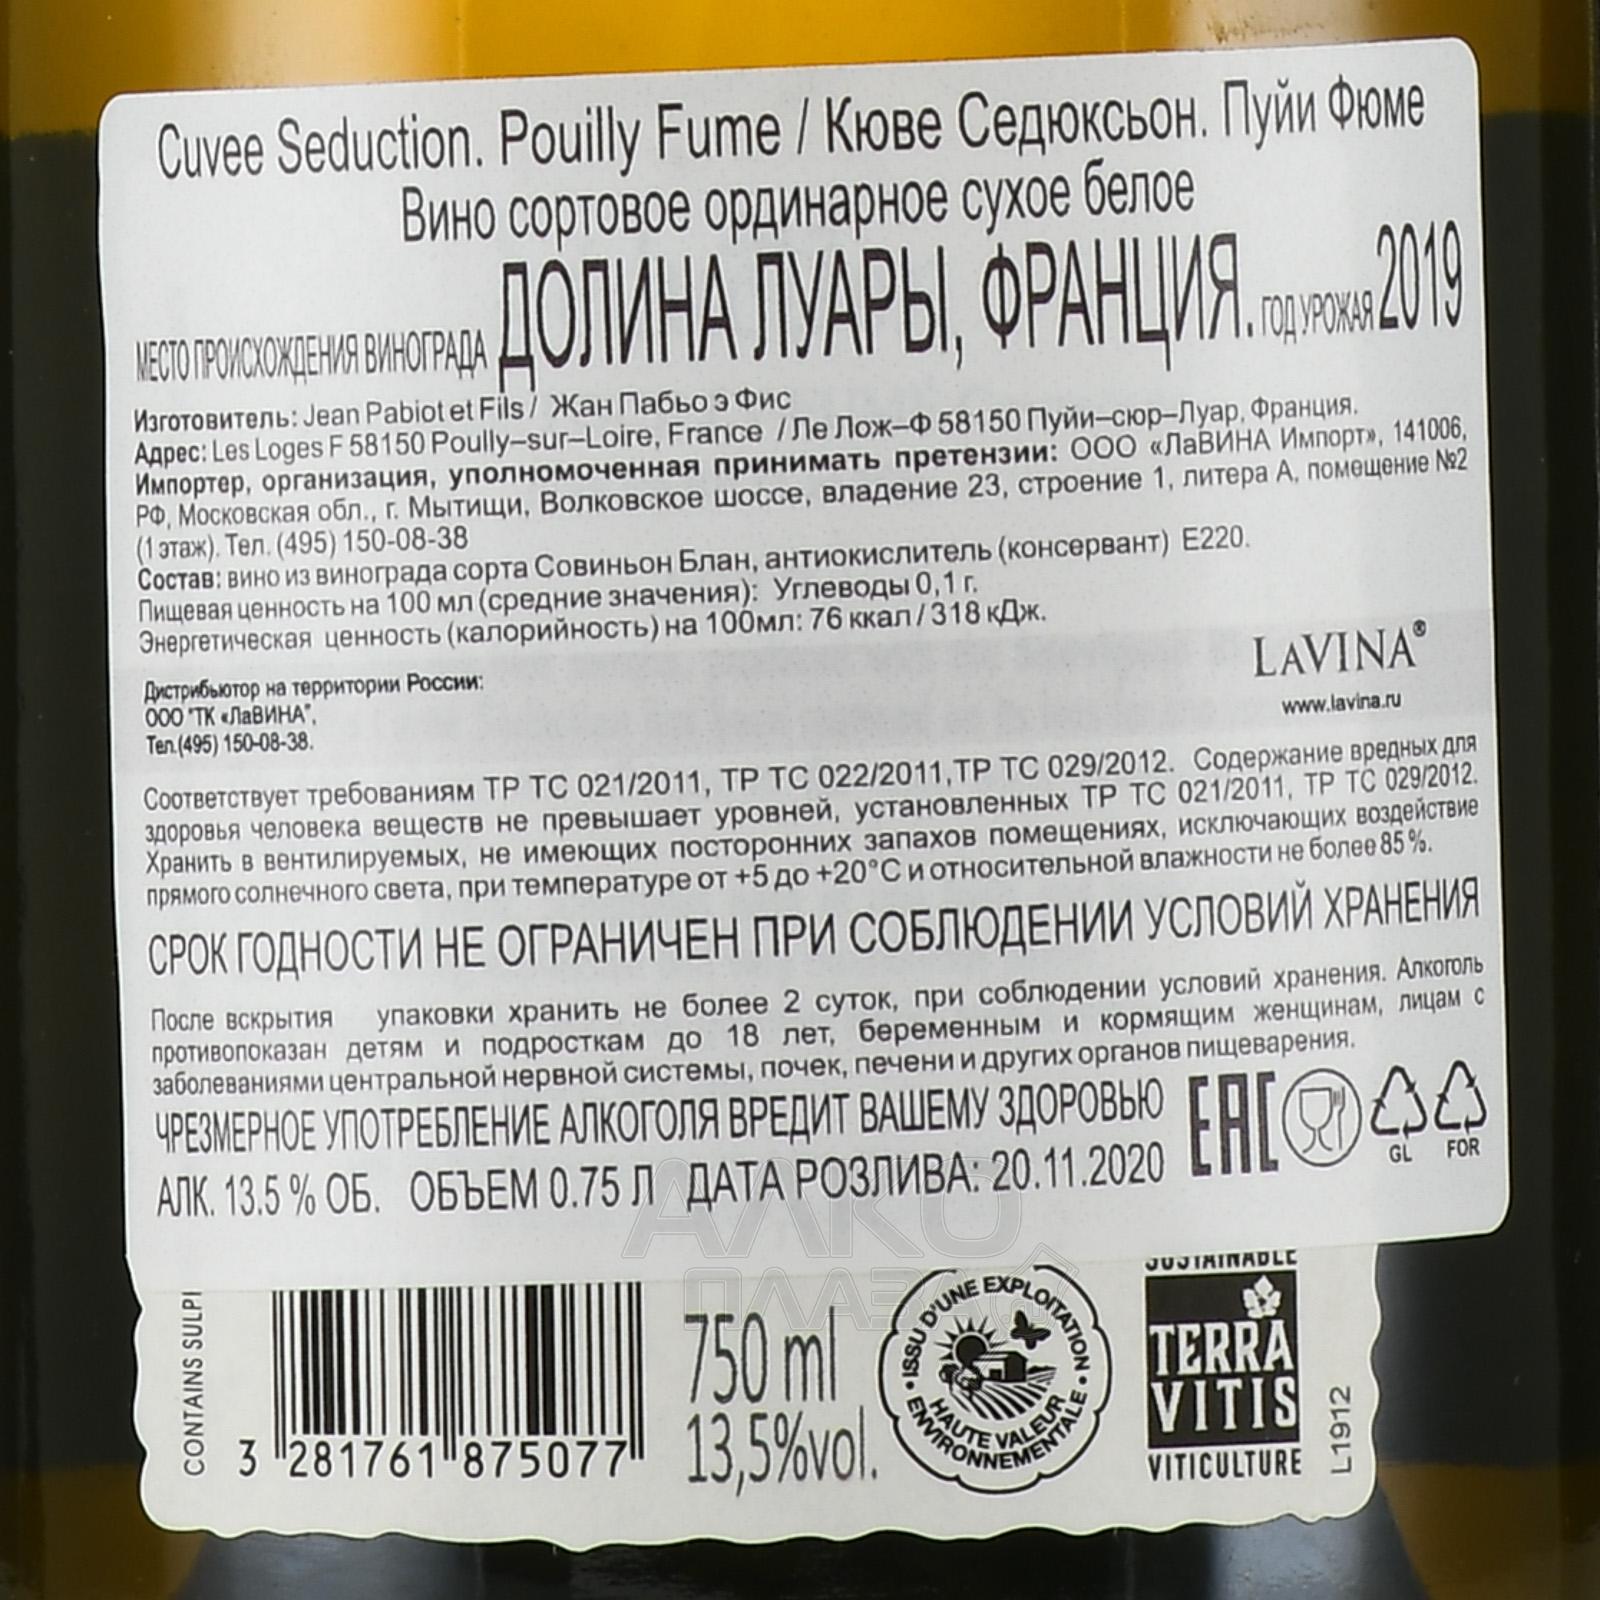 Cuvee Seduction. Pouilly Fume / Кюве Седюксьон. Пуйи Фюме
Вино сортовое ординарное сухое белое
МЕСТО ПРОИСХОЖДЕНИЯ ВИНОГРАДА ДОЛИНА ЛУАРЫ, ФРАНЦИЯ. ГОД УРОЖАЯ 2019
Изготовитель: Jean Pabiot et Fils / Жан Пабьо э Фис
Адрес: Les Loges F 58150 Poully–sur–Loire, France / Ле Лож–Ф 58150 Пуйи–сюр–Луар, Франция.
Импортер, организация, уполномоченная принимать претензии: ООО «ЛаВИНА Импорт», 141006,
РФ, Московская обл., г. Мытищи, Волковское шоссе, владение 23, строение 1, литера А, помещение №2
(1 этаж). Тел. (495) 150-08-38
Состав: вино из винограда сорта Совиньон Блан, антиокислитель (консервант) Е220.
Пищевая ценность на 100 мл (средние значения): Углеводы 0,1 г.
Энергетическая ценность (калорийность) на 100мл: 76 ккал / 318 кДж.
LAVINA®
www.lavina.ru
Дистрибьютор на территории России:
ООО "ТК «ЛаВИНА",
Тел.(495) 150-08-38.
Соответствует требованиям ТР ТС 021/2011, ТР ТС 022/2011,ТР ТС 029/2012. Содержание вредных для
здоровья человека веществ не превышает уровней, установленных ТР ТС 021/2011, ТР ТС 029/2012.
Хранить в вентилируемых, не имеющих посторонних запахов помещениях, исключающих воздействие
прямого солнечного света, при температуре от +5 до +20°С и относительной влажности не более 85 %.
СРОК ГОДНОСТИ НЕ ОГРАНИЧЕН ПРИ СОБЛЮДЕНИИ УСЛОВИЙ ХРАНЕНИЯ
После вскрытия упаковки хранить не более 2 суток, при соблюдении условий хранения. Алкоголь
противопоказан детям и подросткам до 18 лет, беременным и кормящим женщинам, лицам с
заболеваниями центральной нервной системы, почек, печени и других органов пищеварения.
ЧРЕЗМЕРНОЕ УПОТРЕБЛЕНИЕ АЛКОГОЛЯ ВРЕДИТ ВАШЕМУ ЗДОРОВЬЮ
АЛК. 13.5 % ОБ. ОБЪЕМ 0.75 Л ДАТА РОЗЛИВА: 20.11.2020
EAC
GL
FOR
АЛКО
ПЛАЗА
CONTAINS SULPI
3 281761 875077
750 ml
13,5%vol.
ISSU D'UNE EXPLOITATION
HAUTE VALEUR
ENVIRONNEMENTALE
SUSTAINABLE
TERRA
VITIS
VITICULTURE
L1912